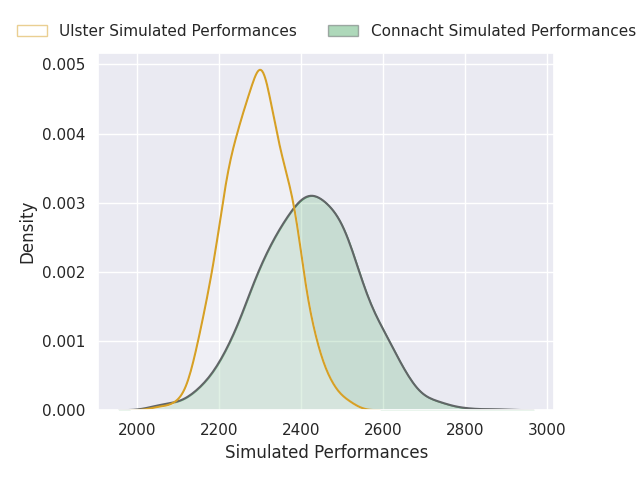 Ulster Simulated Performances Connacht Simulated Performances
0.005
0.004
0.003
0.002
0.001
0.000
Density
2000 2200 2400 2600 2800 3000
Simulated Performances